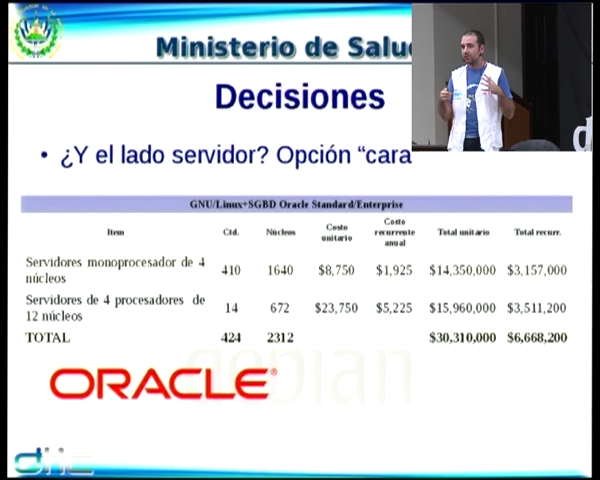 Ministerio de Salu
Decisiones
• ¿Y el lado servidor? Opción “cara
GNU/Linux+SGBD Oracle Standard/Enterprise
Item Ctd. Núcleos Costo unitario Costo recurrente anual Total unitario Total recurr.
Servidores monoprocesador de 4 núcleos 410 1640 $8,750 $1,925 $14,350,000 $3,157,000
Servidores de 4 procesadores de 12 núcleos 14 672 $23,750 $5,225 $15,960,000 $3,511,200
TOTAL 424 2312 $30,310,000 $6,668,200
debian
ORACLE®